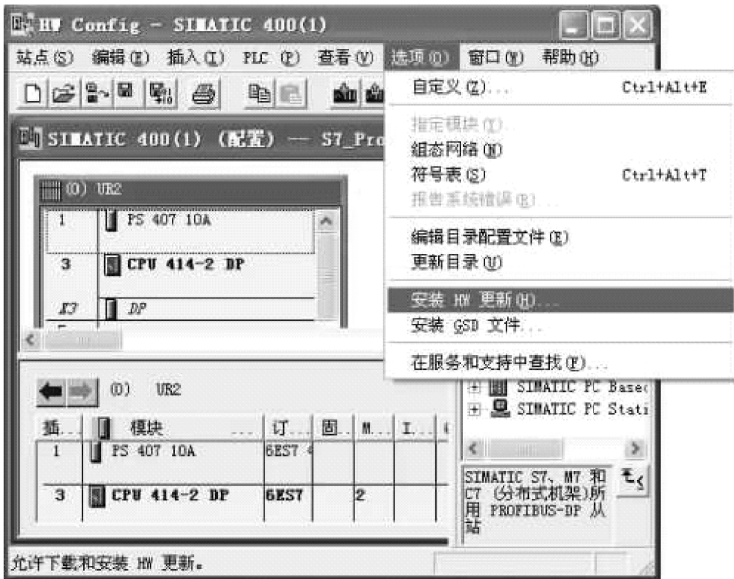 HW Config - SIMATIC 400(1)
站点(S) 编辑(E) 插入(I) PLC (P) 查看(V) 选项(O) 窗口(W) 帮助(H)
自定义(Z)... Ctrl+Alt+E
指定模块(Y)
组态网络(N)
符号表(S) Ctrl+Alt+T
报告系统错误(R)...
编辑目录配置文件(E)
更新目录(U)
安装 HW 更新(H)...
安装 GSD 文件...
在服务和支持中查找(F)...
SIMATIC 400(1) (配置) -- S7_Pro
(0) UR2
1 PS 407 10A
3 CPU 414-2 DP
X3 DP
(0) UR2
插... 模块 ... 订... 固... M... I...
1 PS 407 10A 6ES7 4
3 CPU 414-2 DP 6ES7 2
SIMATIC PC Based
SIMATIC PC Stati
SIMATIC S7、M7 和
C7 (分布式机架)所
用 PROFIBUS-DP 从
站
允许下载和安装 HW 更新。